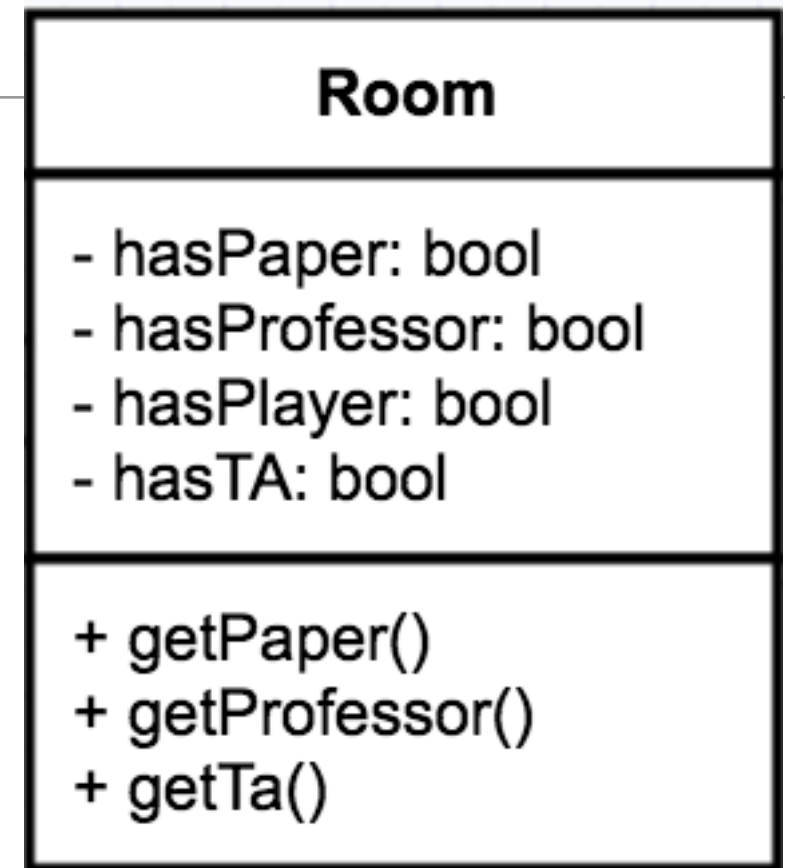 Room
- hasPaper: bool
- hasProfessor: bool
- hasPlayer: bool
- hasTA: bool
+ getPaper()
+ getProfessor()
+ getTa()